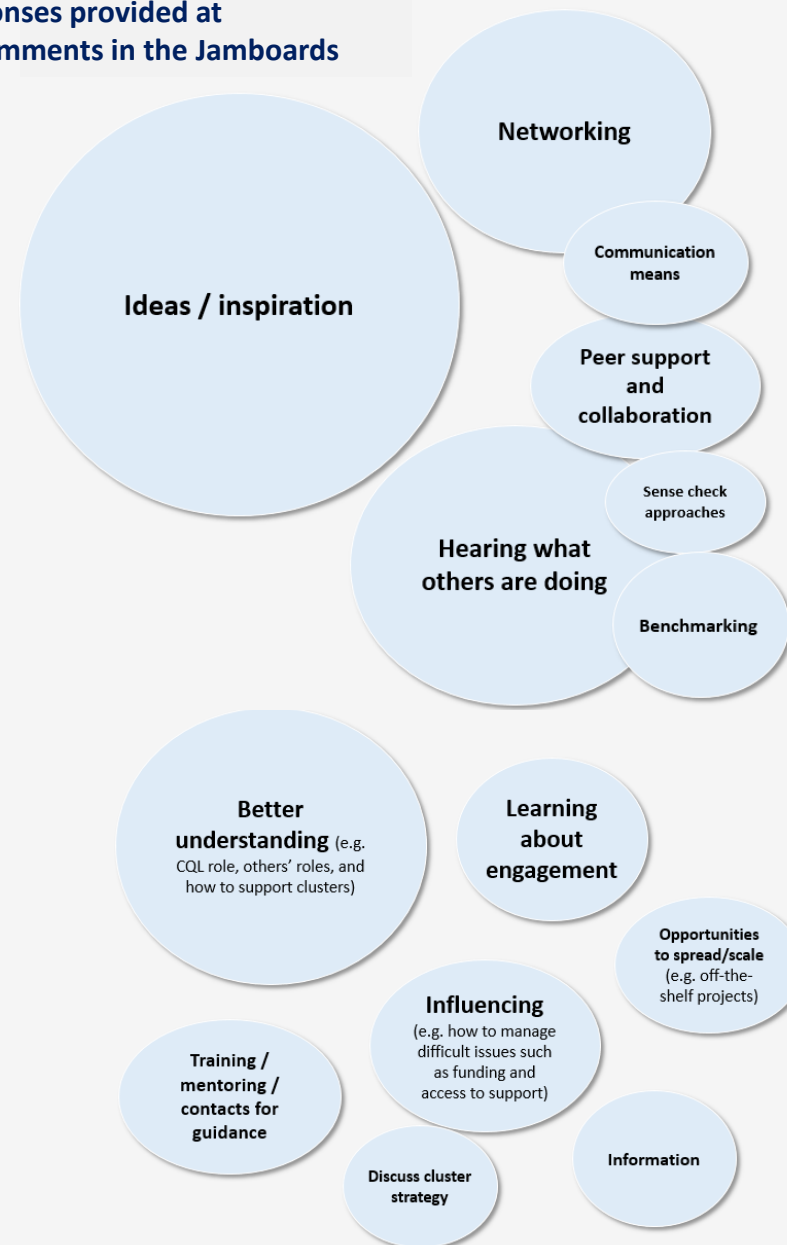 nses provided at
mments in the Jamboards
Networking
Communication
means
Ideas / inspiration
Peer support
and
collaboration
Sense check
approaches
Hearing what
others are doing
Benchmarking
Better
understanding (e.g.
CQL role, others’ roles, and
how to support clusters)
Learning
about
engagement
Opportunities
to spread/scale
(e.g. off-the-
shelf projects)
Influencing
(e.g. how to manage
difficult issues such
as funding and
access to support)
Training /
mentoring /
contacts for
guidance
Discuss cluster
strategy
Information